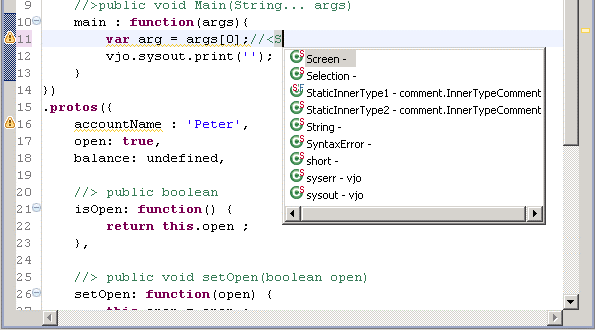 9 //>public void Main(String... args)
10 main : function(args){
11 var arg = args[0];//<S
12 vjo.sysout.print('');
13 }
14 })
15 .protos({
16 accountName : 'Peter',
17 open: true,
18 balance: undefined,
19
20 //> public boolean
21 isOpen: function() {
22 return this.open ;
23 },
24
25 //> public void setOpen(boolean open)
26 setOpen: function(open) {
Screen -
Selection -
StaticInnerType1 - comment.InnerTypeComment
StaticInnerType2 - comment.InnerTypeComment
String -
SyntaxError -
short -
syserr - vjo
sysout - vjo